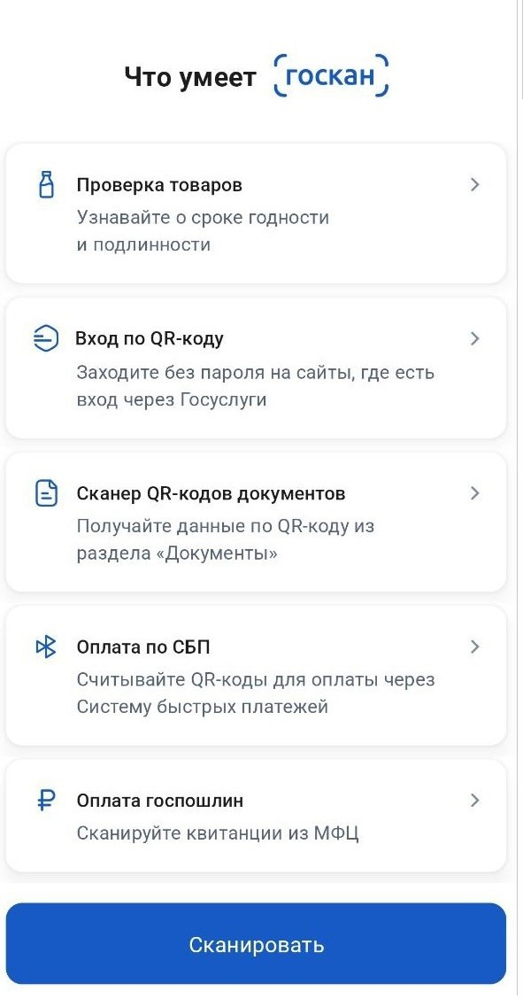 Что умеет госкан
Проверка товаров
Узнавайте о сроке годности
и подлинности
Вход по QR-коду
Заходите без пароля на сайты, где есть
вход через Госуслуги
Сканер QR-кодов документов
Получайте данные по QR-коду из
раздела «Документы»
Оплата по СБП
Считывайте QR-коды для оплаты через
Систему быстрых платежей
Оплата госпошлин
Сканируйте квитанции из МФЦ
Сканировать